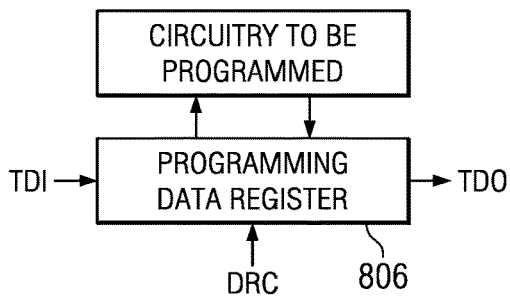 CIRCUITRY TO BE
PROGRAMMED
TDI
PROGRAMMING
DATA REGISTER
TDO
DRC
806